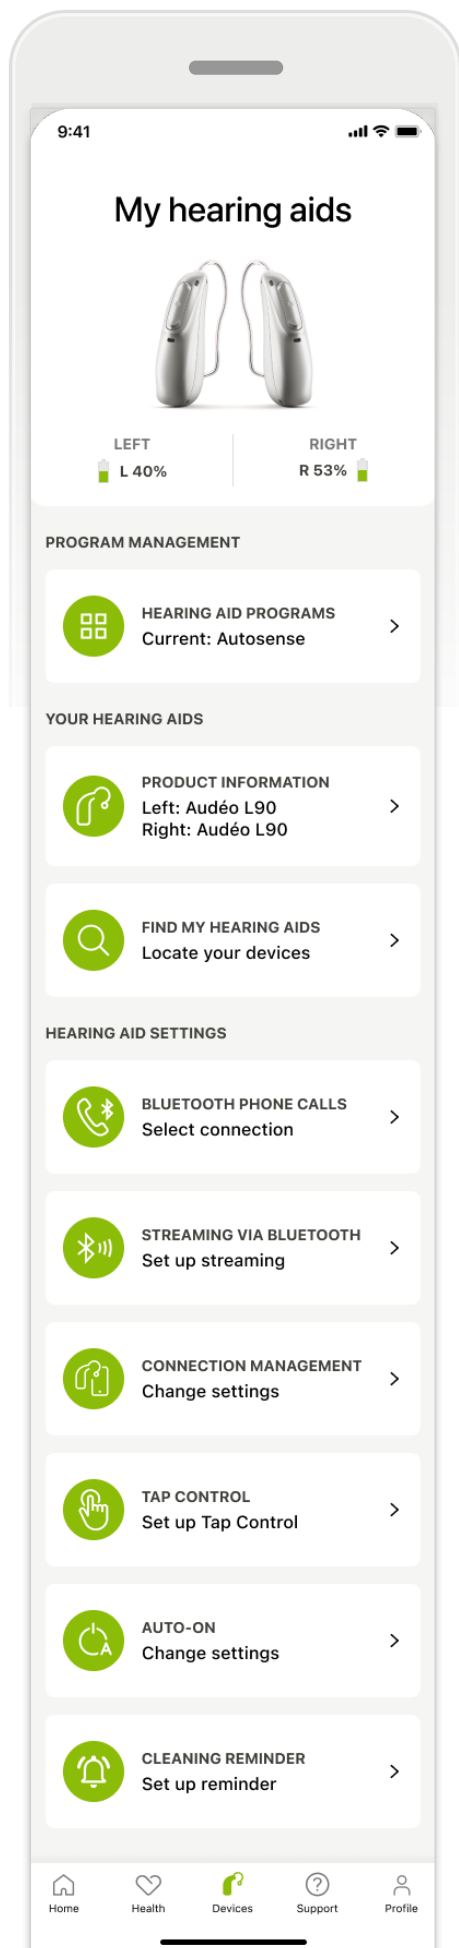 9:41
My hearing aids
LEFT
RIGHT
L 40%
R 53%
PROGRAM MANAGEMENT
HEARING AID PROGRAMS
Current: Autosense
YOUR HEARING AIDS
PRODUCT INFORMATION
Left: Audéo L90
Right: Audéo L90
FIND MY HEARING AIDS
Locate your devices
HEARING AID SETTINGS
BLUETOOTH PHONE CALLS
Select connection
STREAMING VIA BLUETOOTH
Set up streaming
CONNECTION MANAGEMENT
Change settings
TAP CONTROL
Set up Tap Control
AUTO-ON
Change settings
CLEANING REMINDER
Set up reminder
Home
Health
Devices
Support
Profile